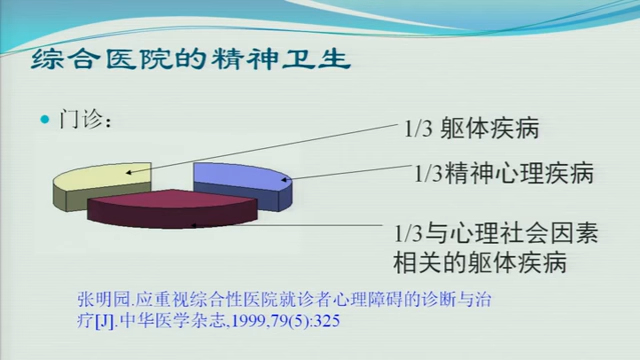 综合医院的精神卫生
门诊：
1/3 躯体疾病
1/3精神心理疾病
1/3与心理社会因素
相关的躯体疾病
张明园.应重视综合性医院就诊者心理障碍的诊断与治
疗[J].中华医学杂志,1999,79(5):325